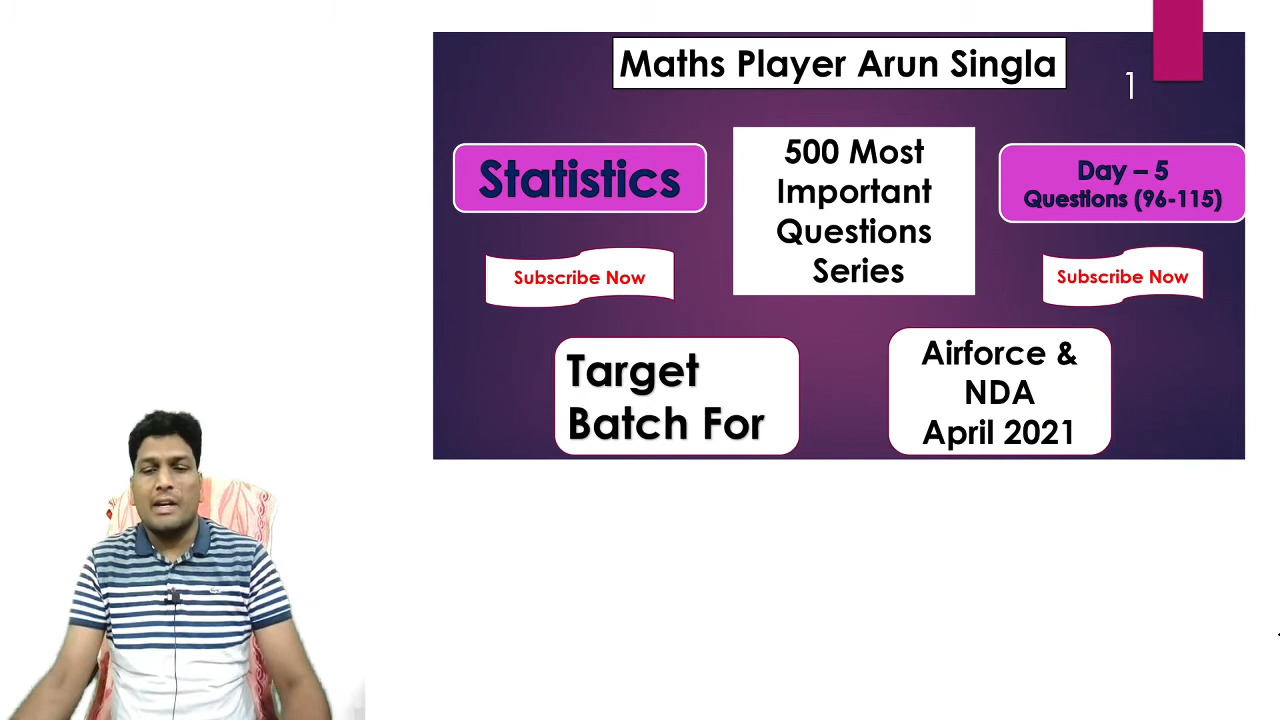 Maths Player Arun Singla
1
Statistics
500 Most
Important
Questions
Series
Day – 5
Questions (96-115)
Subscribe Now
Subscribe Now
Target
Batch For
Airforce &
NDA
April 2021